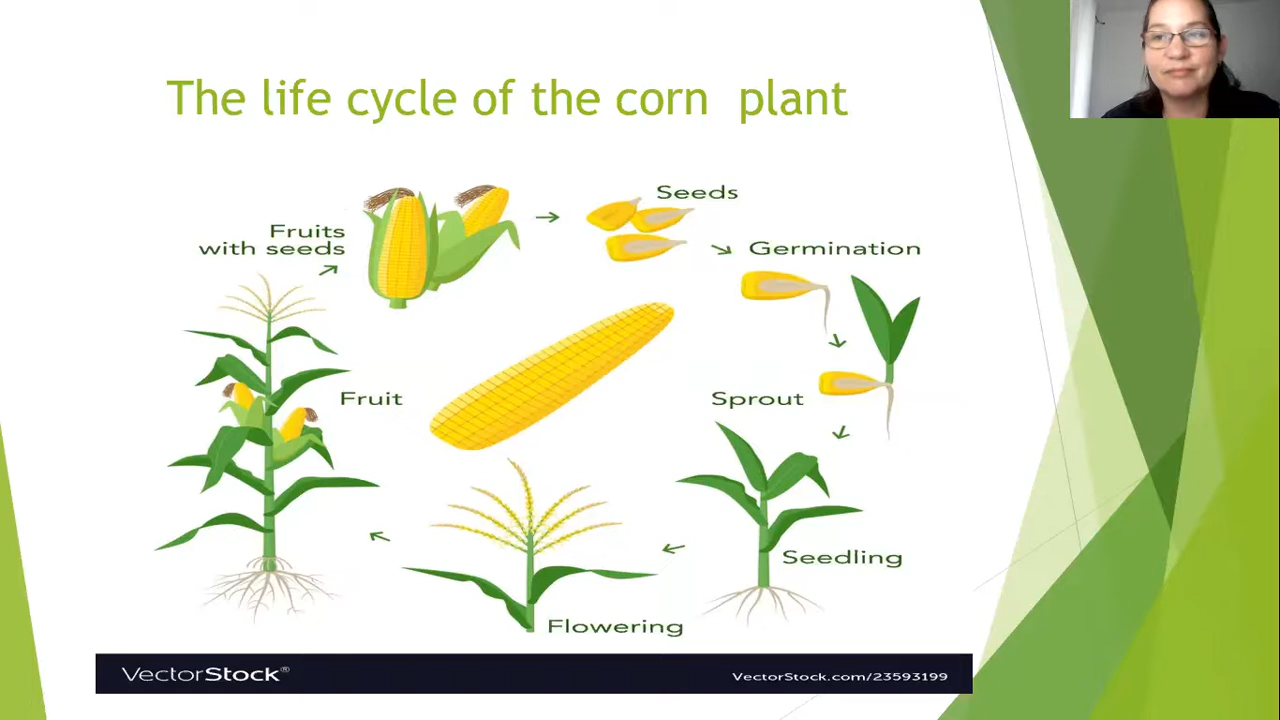 The life cycle of the corn  plant
Seeds
Fruits
with seeds
Germination
Fruit
Sprout
Seedling
Flowering
VectorStock®
VectorStock.com/23593199